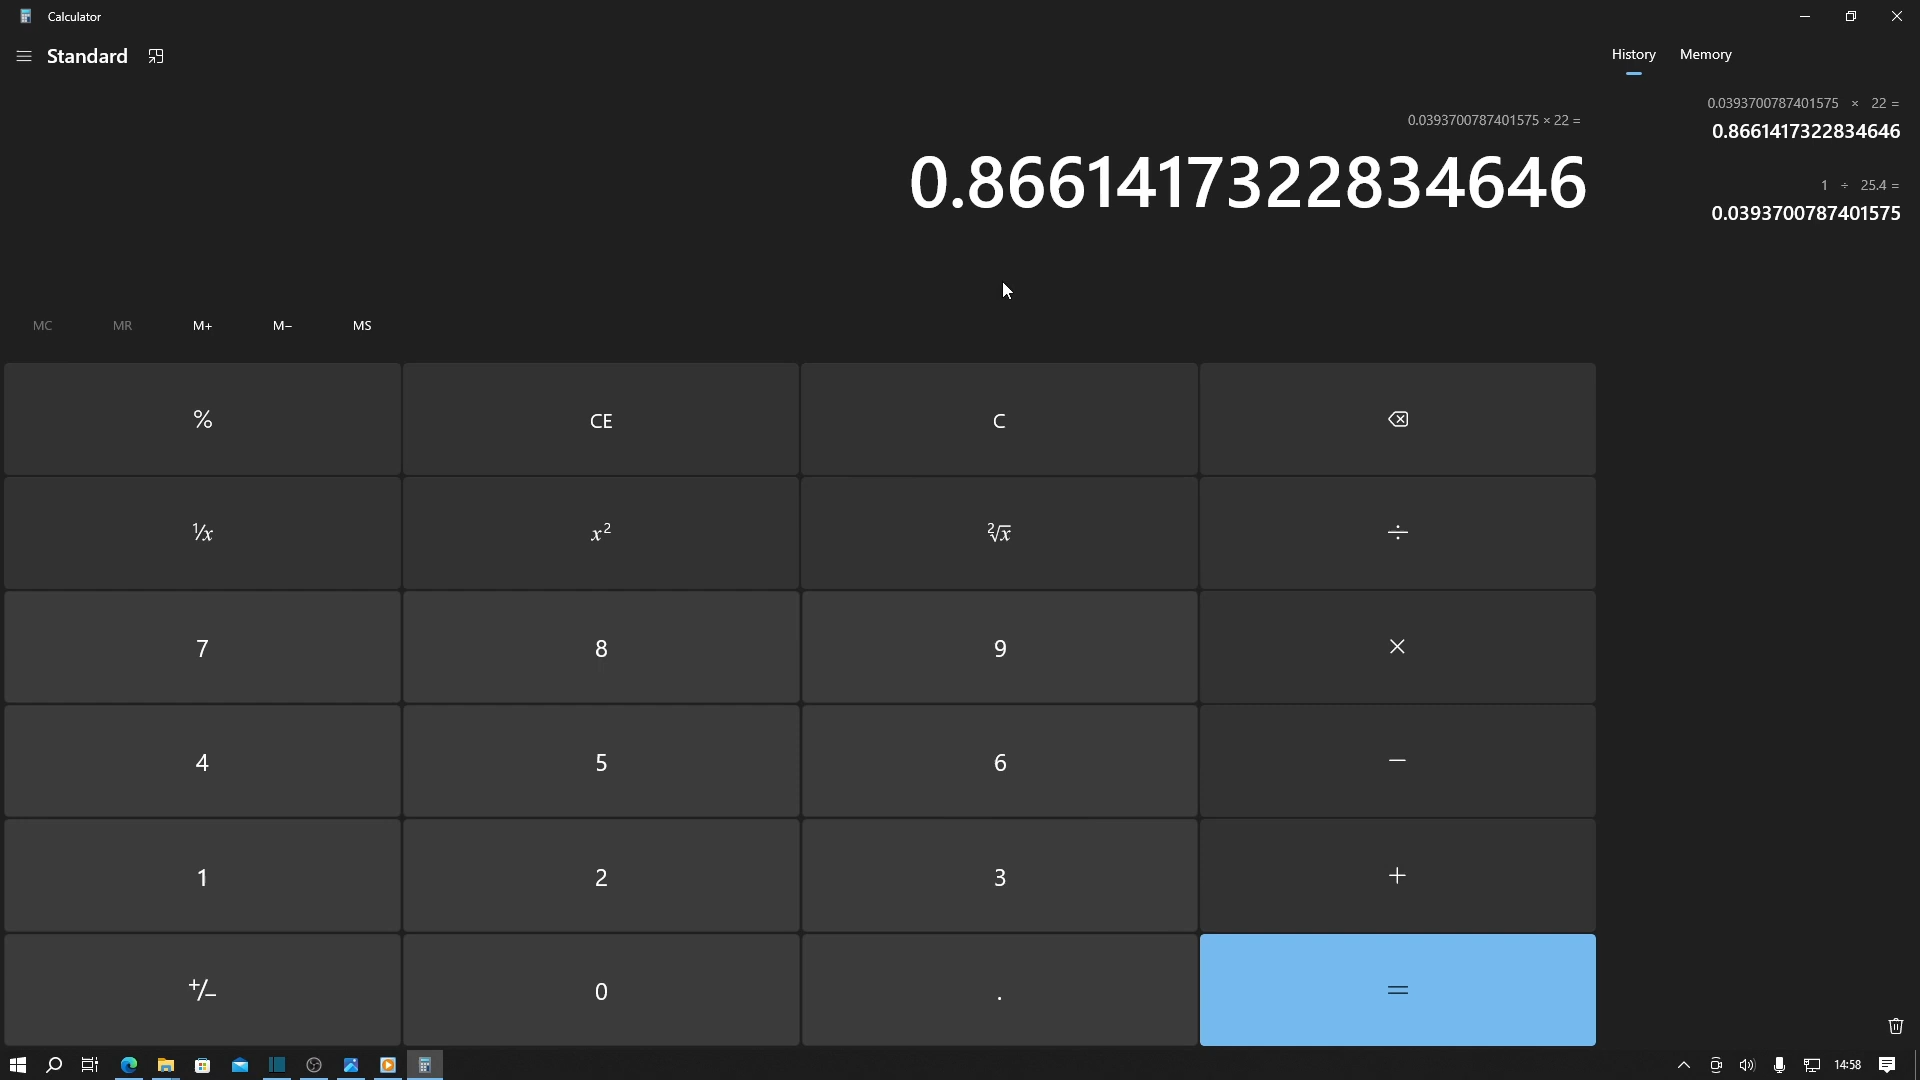 Calculator
Standard
History Memory
0.0393700787401575 × 22 =
0.8661417322834646
0.0393700787401575 × 22 =
0.8661417322834646
1 ÷ 25.4 =
0.0393700787401575
MC MR M+ M− MS
% CE C
¹/x x² ²√x ÷
7 8 9 ×
4 5 6 −
1 2 3 +
+/− 0 . =
14:58